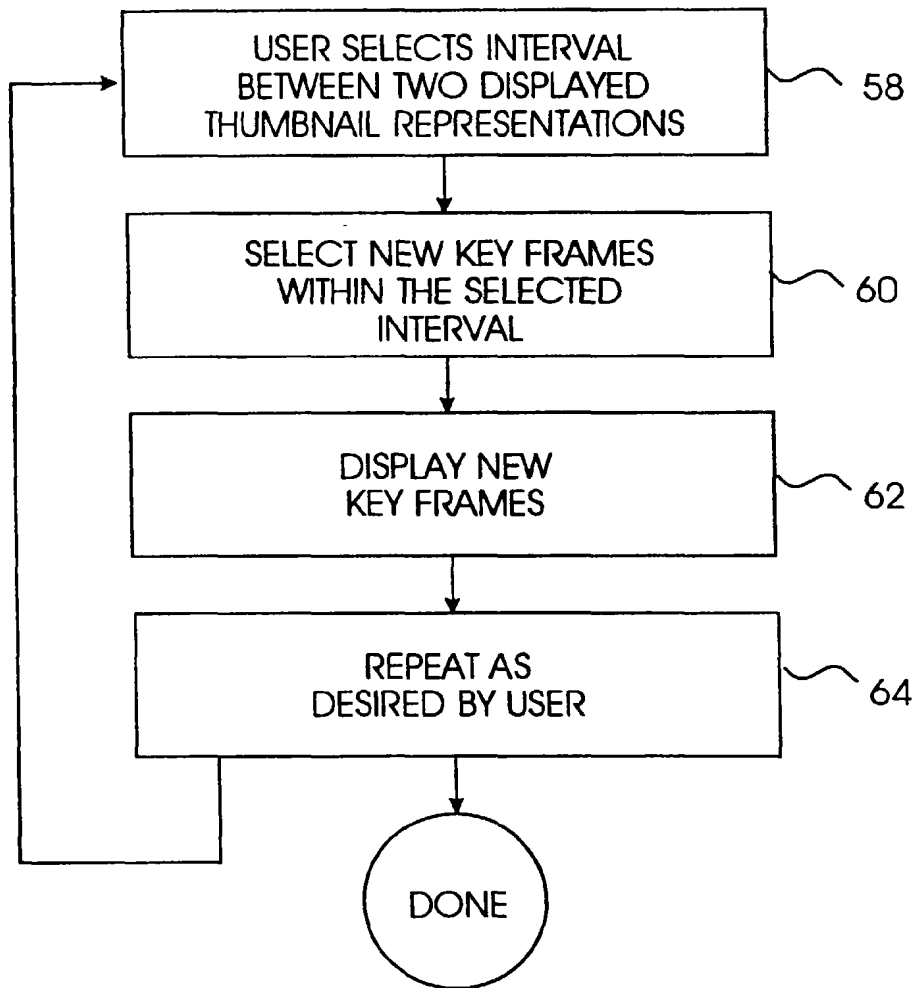 USER SELECTS INTERVAL
BETWEEN TWO DISPLAYED
THUMBNAIL REPRESENTATIONS
58
SELECT NEW KEY FRAMES
WITHIN THE SELECTED
INTERVAL
60
DISPLAY NEW
KEY FRAMES
62
REPEAT AS
DESIRED BY USER
64
DONE